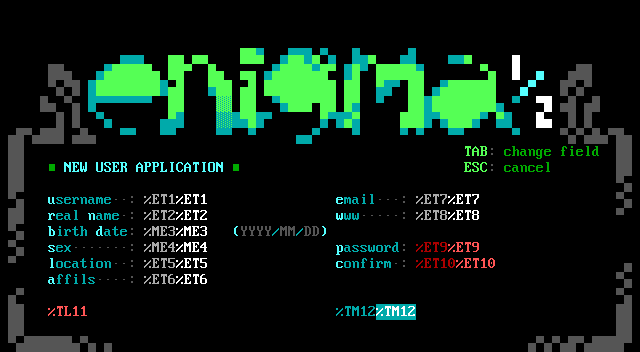 enigma ½
TAB: change field
ESC: cancel
NEW USER APPLICATION
username··: %ET1%ET1
real name··: %ET2%ET2
birth date: %ME3%ME3 (YYYY/MM/DD)
sex·······: %ME4%ME4
location··: %ET5%ET5
affils····: %ET6%ET6
email···: %ET7%ET7
www·····: %ET8%ET8
password: %ET9%ET9
confirm·: %ET10%ET10
%TL11
%TM12%TM12